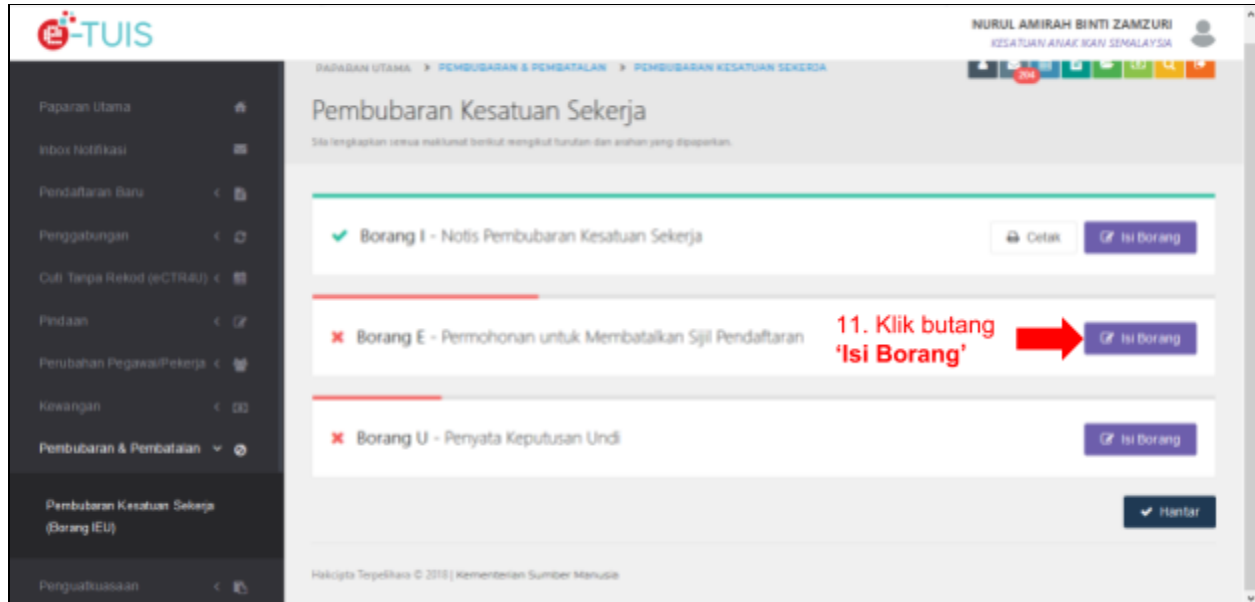 e-TUIS
NURUL AMIRAH BINTI ZAMZURI
KESATUAN ANAK IKAN SEMALAYSIA
PAPARAN UTAMA > PEMBUBARAN & PEMBATALAN > PEMBUBARAN KESATUAN SEKERJA
204
Pembubaran Kesatuan Sekerja
Sila lengkapkan semua maklumat berikut mengikut turutan dan arahan yang dipaparkan.
Paparan Utama
Inbox Notifikasi
Pendaftaran Baru
Penggabungan
Cuti Tanpa Rekod (eCTR4U)
Pindaan
Perubahan Pegawai/Pekerja
Kewangan
Pembubaran & Pembatalan
Pembubaran Kesatuan Sekerja
(Borang IEU)
Penguatkuasaan
Borang I - Notis Pembubaran Kesatuan Sekerja
Cetak
Isi Borang
Borang E - Permohonan untuk Membatalkan Sijil Pendaftaran
11. Klik butang
‘Isi Borang’
Isi Borang
Borang U - Penyata Keputusan Undi
Isi Borang
Hantar
Hakcipta Terpelihara © 2018 | Kementerian Sumber Manusia